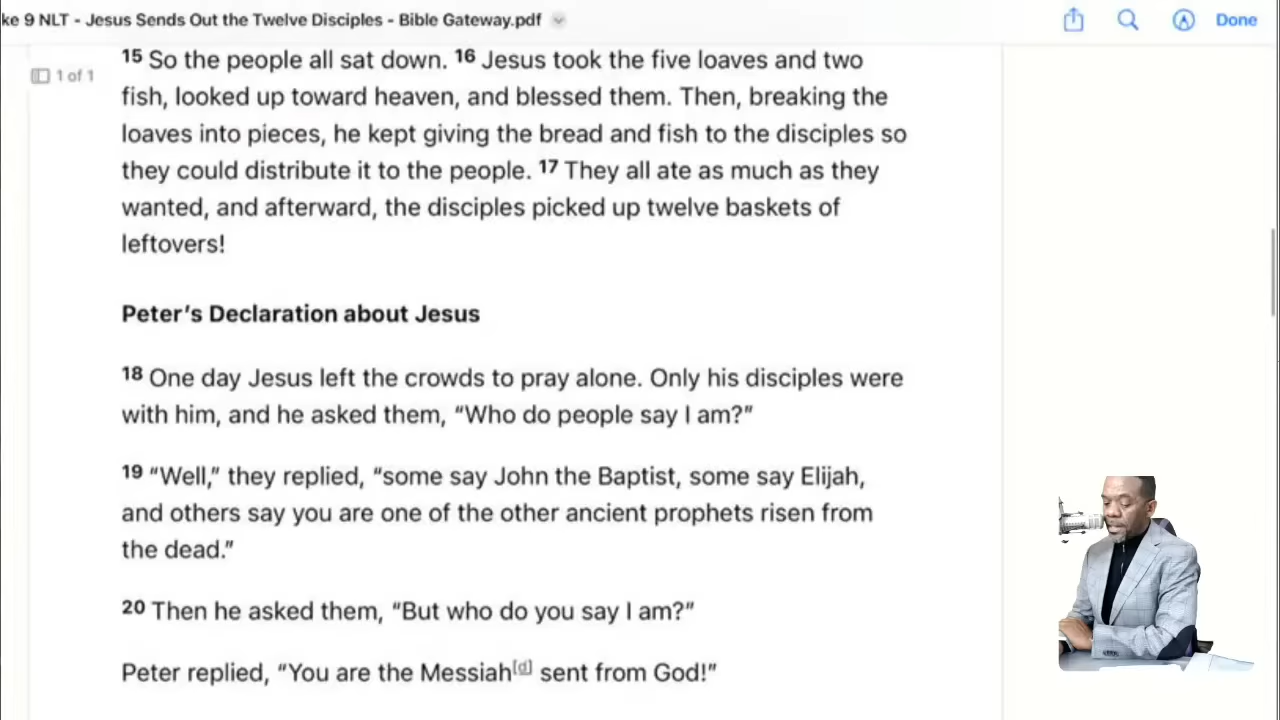 ke 9 NLT - Jesus Sends Out the Twelve Disciples - Bible Gateway.pdf
Done
1 of 1
15 So the people all sat down. 16 Jesus took the five loaves and two
fish, looked up toward heaven, and blessed them. Then, breaking the
loaves into pieces, he kept giving the bread and fish to the disciples so
they could distribute it to the people. 17 They all ate as much as they
wanted, and afterward, the disciples picked up twelve baskets of
leftovers!
Peter’s Declaration about Jesus
18 One day Jesus left the crowds to pray alone. Only his disciples were
with him, and he asked them, “Who do people say I am?”
19 “Well,” they replied, “some say John the Baptist, some say Elijah,
and others say you are one of the other ancient prophets risen from
the dead.”
20 Then he asked them, “But who do you say I am?”
Peter replied, “You are the Messiah[d] sent from God!”